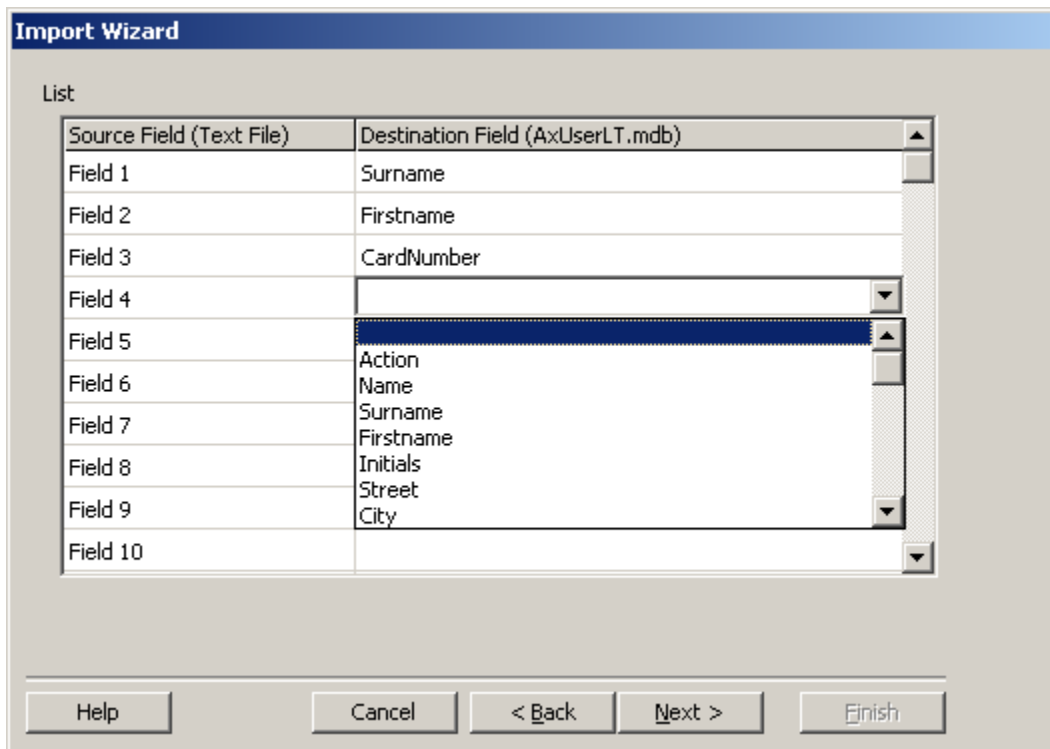 Import Wizard
List
Source Field (Text File) Destination Field (AxUserLT.mdb)
Field 1 Surname
Field 2 Firstname
Field 3 CardNumber
Field 4
Field 5
Action
Field 6 Name
Surname
Field 7 Firstname
Field 8 Initials
Street
Field 9 City
Field 10
Help Cancel < Back Next > Finish